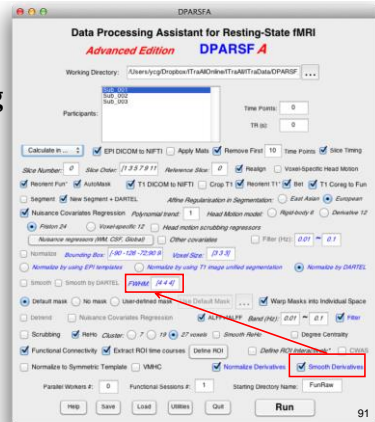 g
DPARSFA
Data Processing Assistant for Resting-State fMRI
Advanced Edition DPARSF A
Working Directory: /Users/ycg/Dropbox/ITraAMOnline/ITraAMITraData/DPARSF ...
Participants: Sub_001
Sub_002
Sub_003
Time Points: 0
TR (s): 0
Calculate in ... EPI DICOM to NIFTI Apply Mats Remove First 10 Time Points Slice Timing
Slice Number: 0 Slice Order: [1 3 5 7 9 11 Reference Slice: 0 Realign Voxel-Specific Head Motion
Reorient Fun* AutoMask T1 DICOM to NIFTI Crop T1 Reorient T1* Bet T1 Coreg to Fun
Segment New Segment + DARTEL Affine Regularisation in Segmentation: East Asian European
Nuisance Covariates Regression Polynomial trend: 1 Head Motion model: Rigid-body 6 Derivative 12
Friston 24 Voxel-specific 12 Head motion scrubbing regressors
Nuisance regressors (WM, CSF, Global) Other covariates Filter (Hz): 0.01 ~ 0.1
Normalize Bounding Box: [-90 -126 -72;90 9 Voxel Size: [3 3 3]
Normalize by using EPI templates Normalize by using T1 image unified segmentation Normalize by DARTEL
Smooth Smooth by DARTEL FWHM: [4 4 4]
Default mask No mask User-defined mask Use Default Mask ... Warp Masks into Individual Space
Detrend Nuisance Covariates Regression ALFF+fALFF Band (Hz): 0.01 ~ 0.1 Filter
Scrubbing ReHo Cluster: 7 19 27 voxels Smooth ReHo Degree Centrality
Functional Connectivity Extract ROI time courses Define ROI Define ROI Interactively* CWAS
Normalize to Symmetric Template VMHC Normalize Derivatives Smooth Derivatives
Parallel Workers #: 0 Functional Sessions #: 1 Starting Directory Name: FunRaw
Help Save Load Utilities Quit Run
91